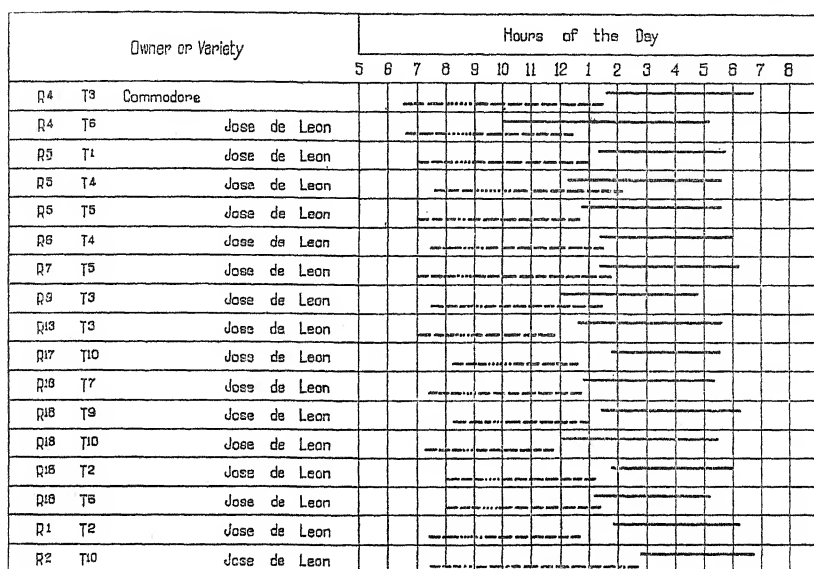 Owner or Variety
Hours of the Day
5 6 7 8 9 10 11 12 1 2 3 4 5 6 7 8
R4 T3 Commodore
R4 T6 Jose de Leon
R5 T1 Jose de Leon
R5 T4 Jose de Leon
R5 T5 Jose de Leon
R6 T4 Jose de Leon
R7 T5 Jose de Leon
R9 T3 Jose de Leon
R13 T3 Jose de Leon
R17 T10 Jose de Leon
T7 Jose de Leon
T9 Jose de Leon
T10 Jose de Leon
T2 Jose de Leon
T6 Jose de Leon
R1 T2 Jose de Leon
R2 T10 Jose de Leon